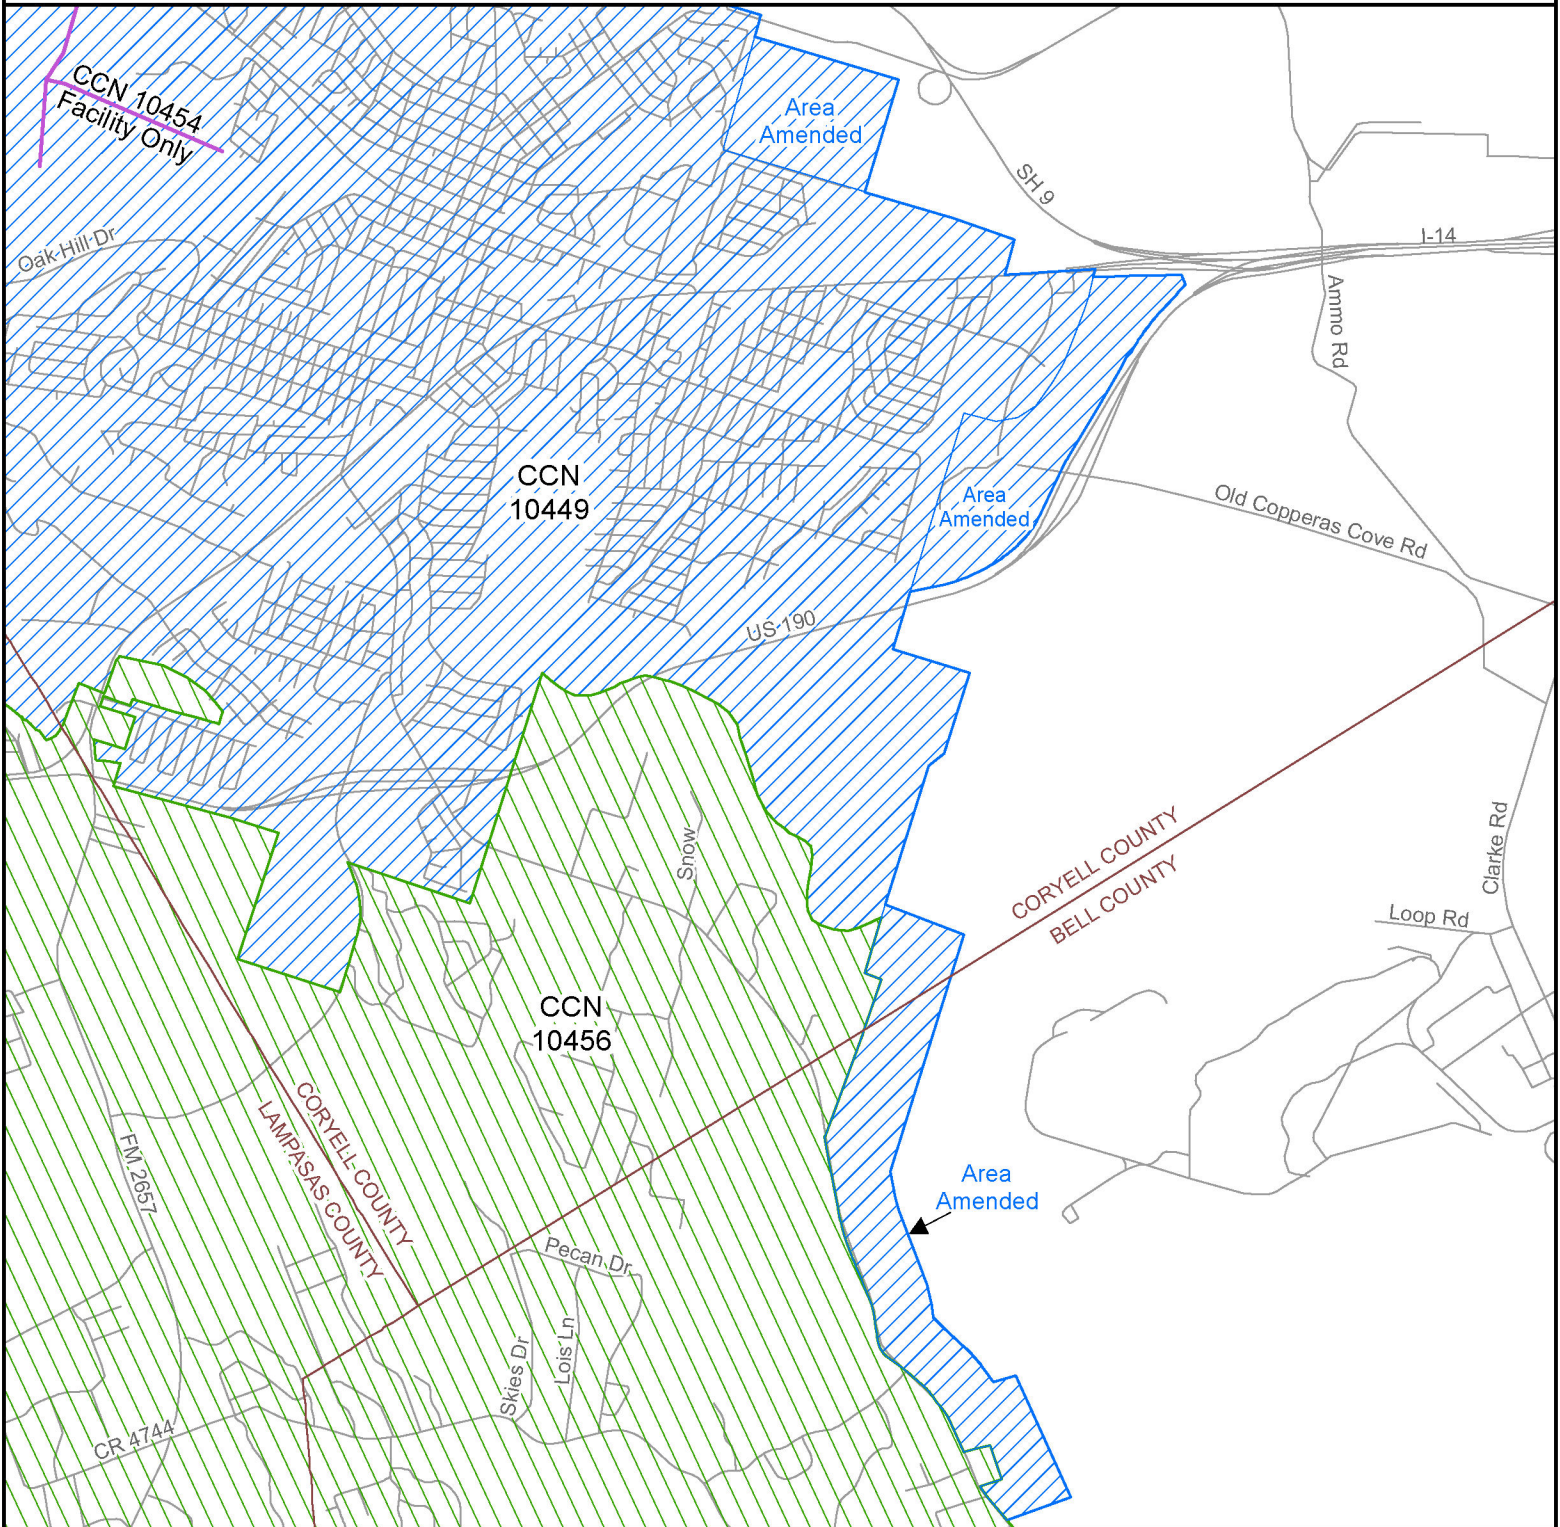 CCN 10454
Facility Only
Area
Amended
SH 9
I-14
Oak Hill Dr
Ammo Rd
CCN
10449
Area
Amended
Old Copperas Cove Rd
US 190
Snow
CORYELL COUNTY
BELL COUNTY
Clarke Rd
Loop Rd
CCN
10456
CORYELL COUNTY
LAMPASAS COUNTY
FM 2657
Area
Amended
Pecan Dr
Skies Dr
Lois Ln
CR 4744